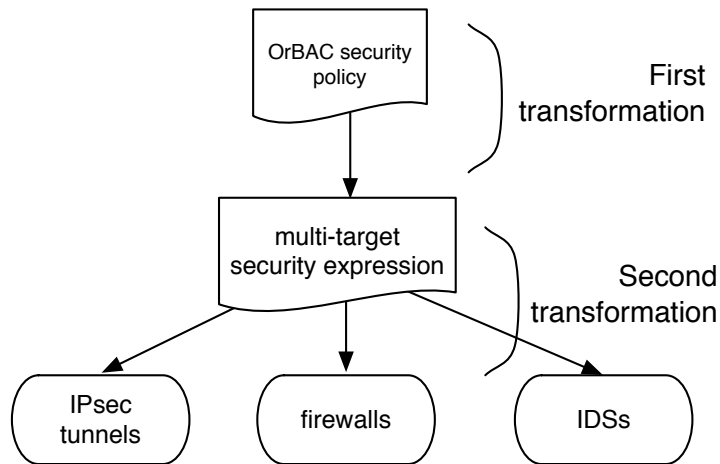 OrBAC security
policy
First
transformation
multi-target
security expression
Second
transformation
IPsec
tunnels
firewalls
IDSs